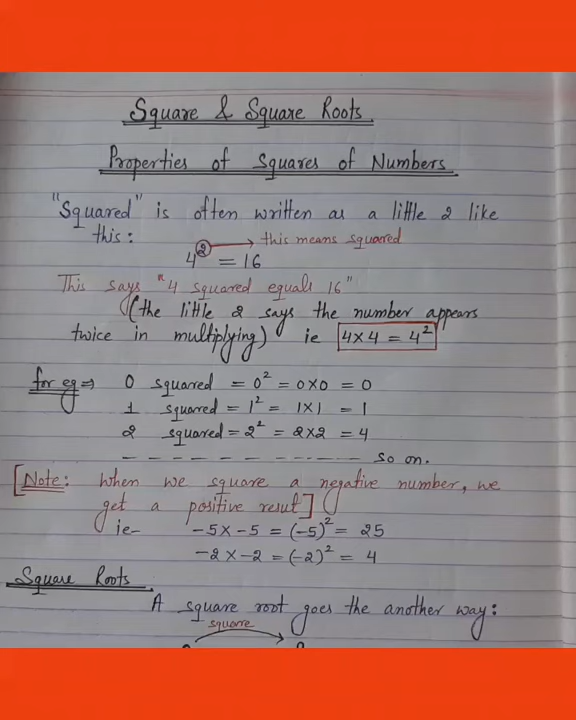 Square & Square Roots
Properties of Squares of Numbers
"Squared" is often written as a little 2 like
this:
4² → this means squared
= 16
This says "4 squared equals 16"
(the little 2 says the number appears
twice in multiplying) ie 4×4 = 4²
for eg ⇒ 0 squared = 0² = 0×0 = 0
1 squared = 1² = 1×1 = 1
2 squared = 2² = 2×2 = 4
– – – – – – – – – – – so on.
[Note: when we square a negative number, we
get a positive resut]
ie– –5×–5 = (–5)² = 25
–2×–2 = (–2)² = 4
Square Roots
A square root goes the another way:
square